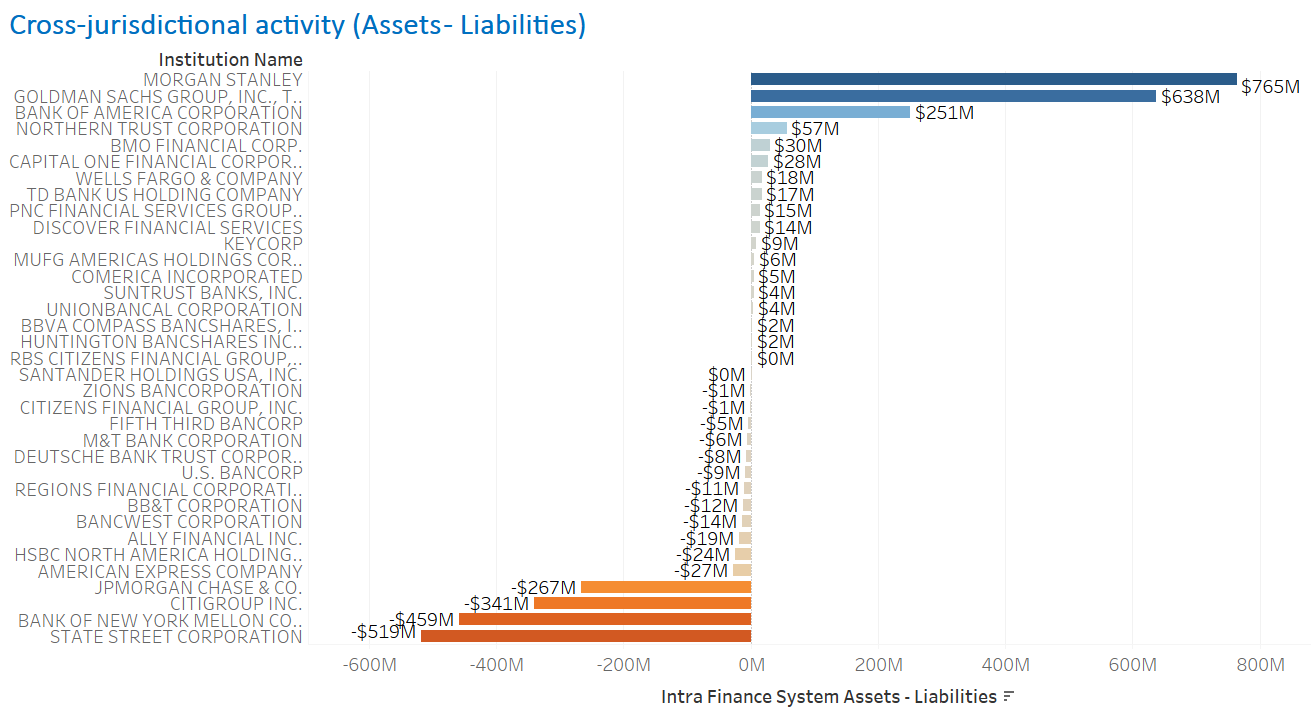 Cross-jurisdictional activity (Assets- Liabilities)
Institution Name
MORGAN STANLEY $765M
GOLDMAN SACHS GROUP, INC., T.. $638M
BANK OF AMERICA CORPORATION $251M
NORTHERN TRUST CORPORATION $57M
BMO FINANCIAL CORP. $30M
CAPITAL ONE FINANCIAL CORPOR.. $28M
WELLS FARGO & COMPANY $18M
TD BANK US HOLDING COMPANY $17M
PNC FINANCIAL SERVICES GROUP.. $15M
DISCOVER FINANCIAL SERVICES $14M
KEYCORP $9M
MUFG AMERICAS HOLDINGS COR.. $6M
COMERICA INCORPORATED $5M
SUNTRUST BANKS, INC. $4M
UNIONBANCAL CORPORATION $4M
BBVA COMPASS BANCSHARES, I.. $2M
HUNTINGTON BANCSHARES INC.. $2M
RBS CITIZENS FINANCIAL GROUP,.. $0M
SANTANDER HOLDINGS USA, INC. $0M
ZIONS BANCORPORATION -$1M
CITIZENS FINANCIAL GROUP, INC. -$1M
FIFTH THIRD BANCORP -$5M
M&T BANK CORPORATION -$6M
DEUTSCHE BANK TRUST CORPOR.. -$8M
U.S. BANCORP -$9M
REGIONS FINANCIAL CORPORATI.. -$11M
BB&T CORPORATION -$12M
BANCWEST CORPORATION -$14M
ALLY FINANCIAL INC. -$19M
HSBC NORTH AMERICA HOLDING.. -$24M
AMERICAN EXPRESS COMPANY -$27M
JPMORGAN CHASE & CO. -$267M
CITIGROUP INC. -$341M
BANK OF NEW YORK MELLON CO.. -$459M
STATE STREET CORPORATION -$519M
-600M -400M -200M 0M 200M 400M 600M 800M
Intra Finance System Assets - Liabilities